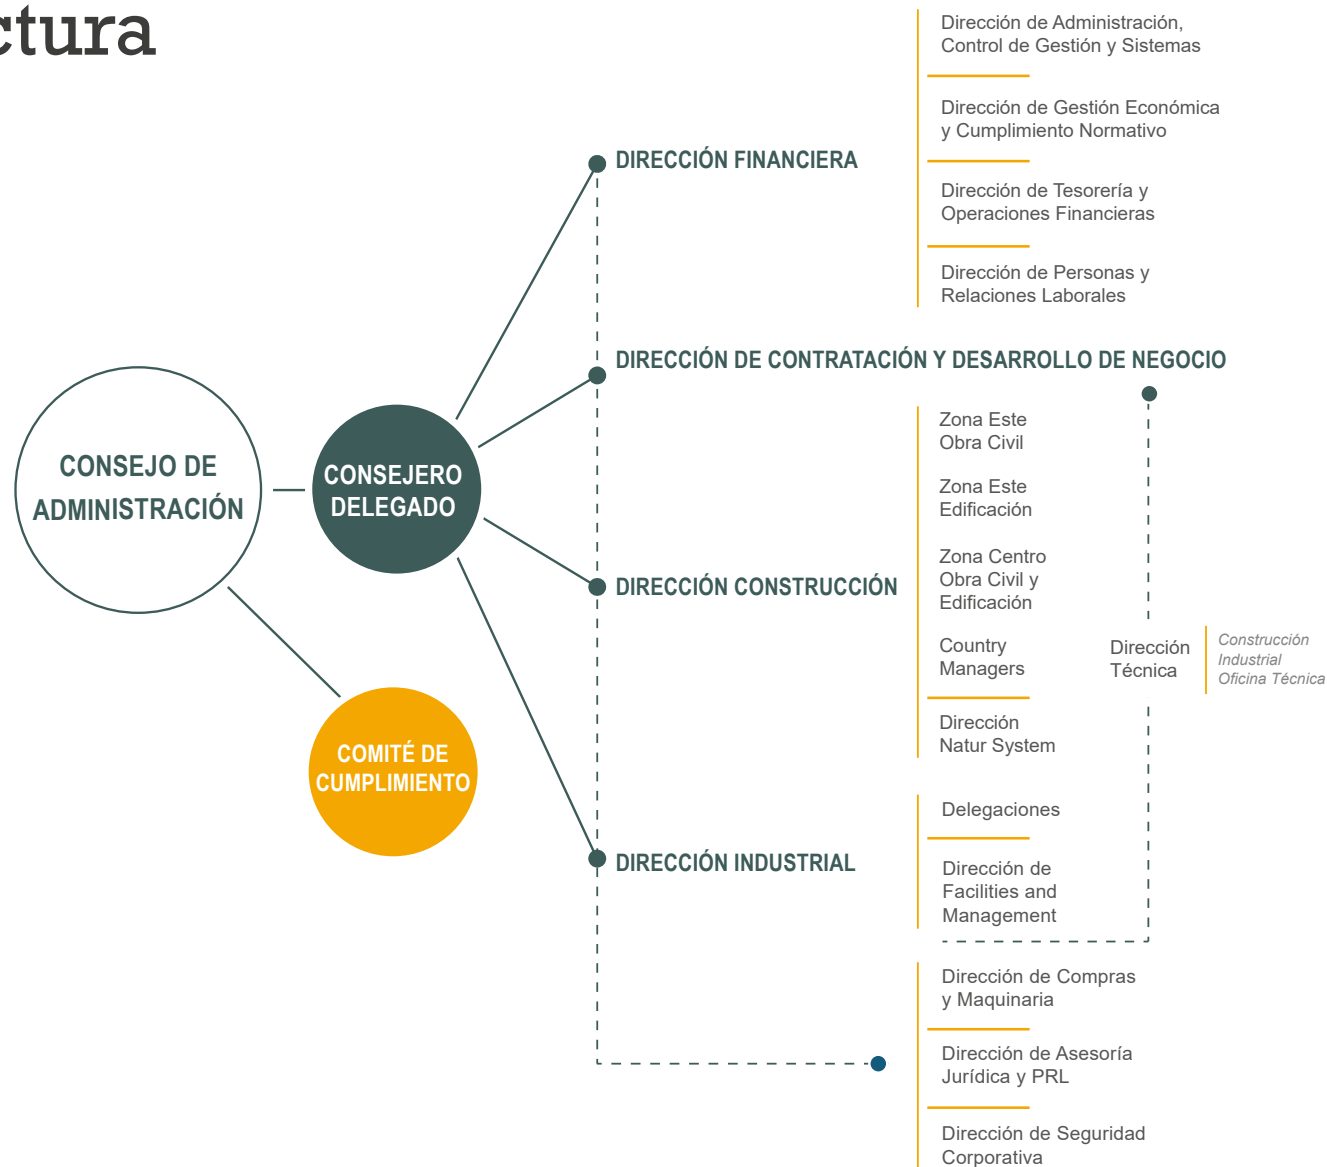 ctura
Dirección de Administración,
Control de Gestión y Sistemas
Dirección de Gestión Económica
y Cumplimiento Normativo
DIRECCIÓN FINANCIERA
Dirección de Tesorería y
Operaciones Financieras
Dirección de Personas y
Relaciones Laborales
DIRECCIÓN DE CONTRATACIÓN Y DESARROLLO DE NEGOCIO
CONSEJO DE
ADMINISTRACIÓN
CONSEJERO
DELEGADO
Zona Este
Obra Civil
Zona Este
Edificación
Zona Centro
Obra Civil y
Edificación
DIRECCIÓN CONSTRUCCIÓN
Country
Managers
Dirección
Técnica
Construcción
Industrial
Oficina Técnica
Dirección
Natur System
COMITÉ DE
CUMPLIMIENTO
Delegaciones
DIRECCIÓN INDUSTRIAL
Dirección de
Facilities and
Management
Dirección de Compras
y Maquinaria
Dirección de Asesoría
Jurídica y PRL
Dirección de Seguridad
Corporativa